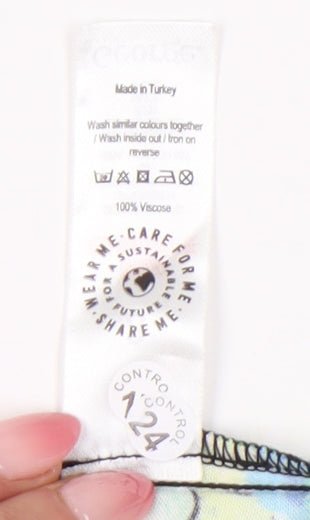 George
Made in Turkey
Wash similar colours together
/ Wash inside out / Iron on
reverse
100% Viscose
WEAR ME · CARE FOR ME · SHARE ME ·
FOR A SUSTAINABLE FUTURE
CONTROL
CONTROL
124